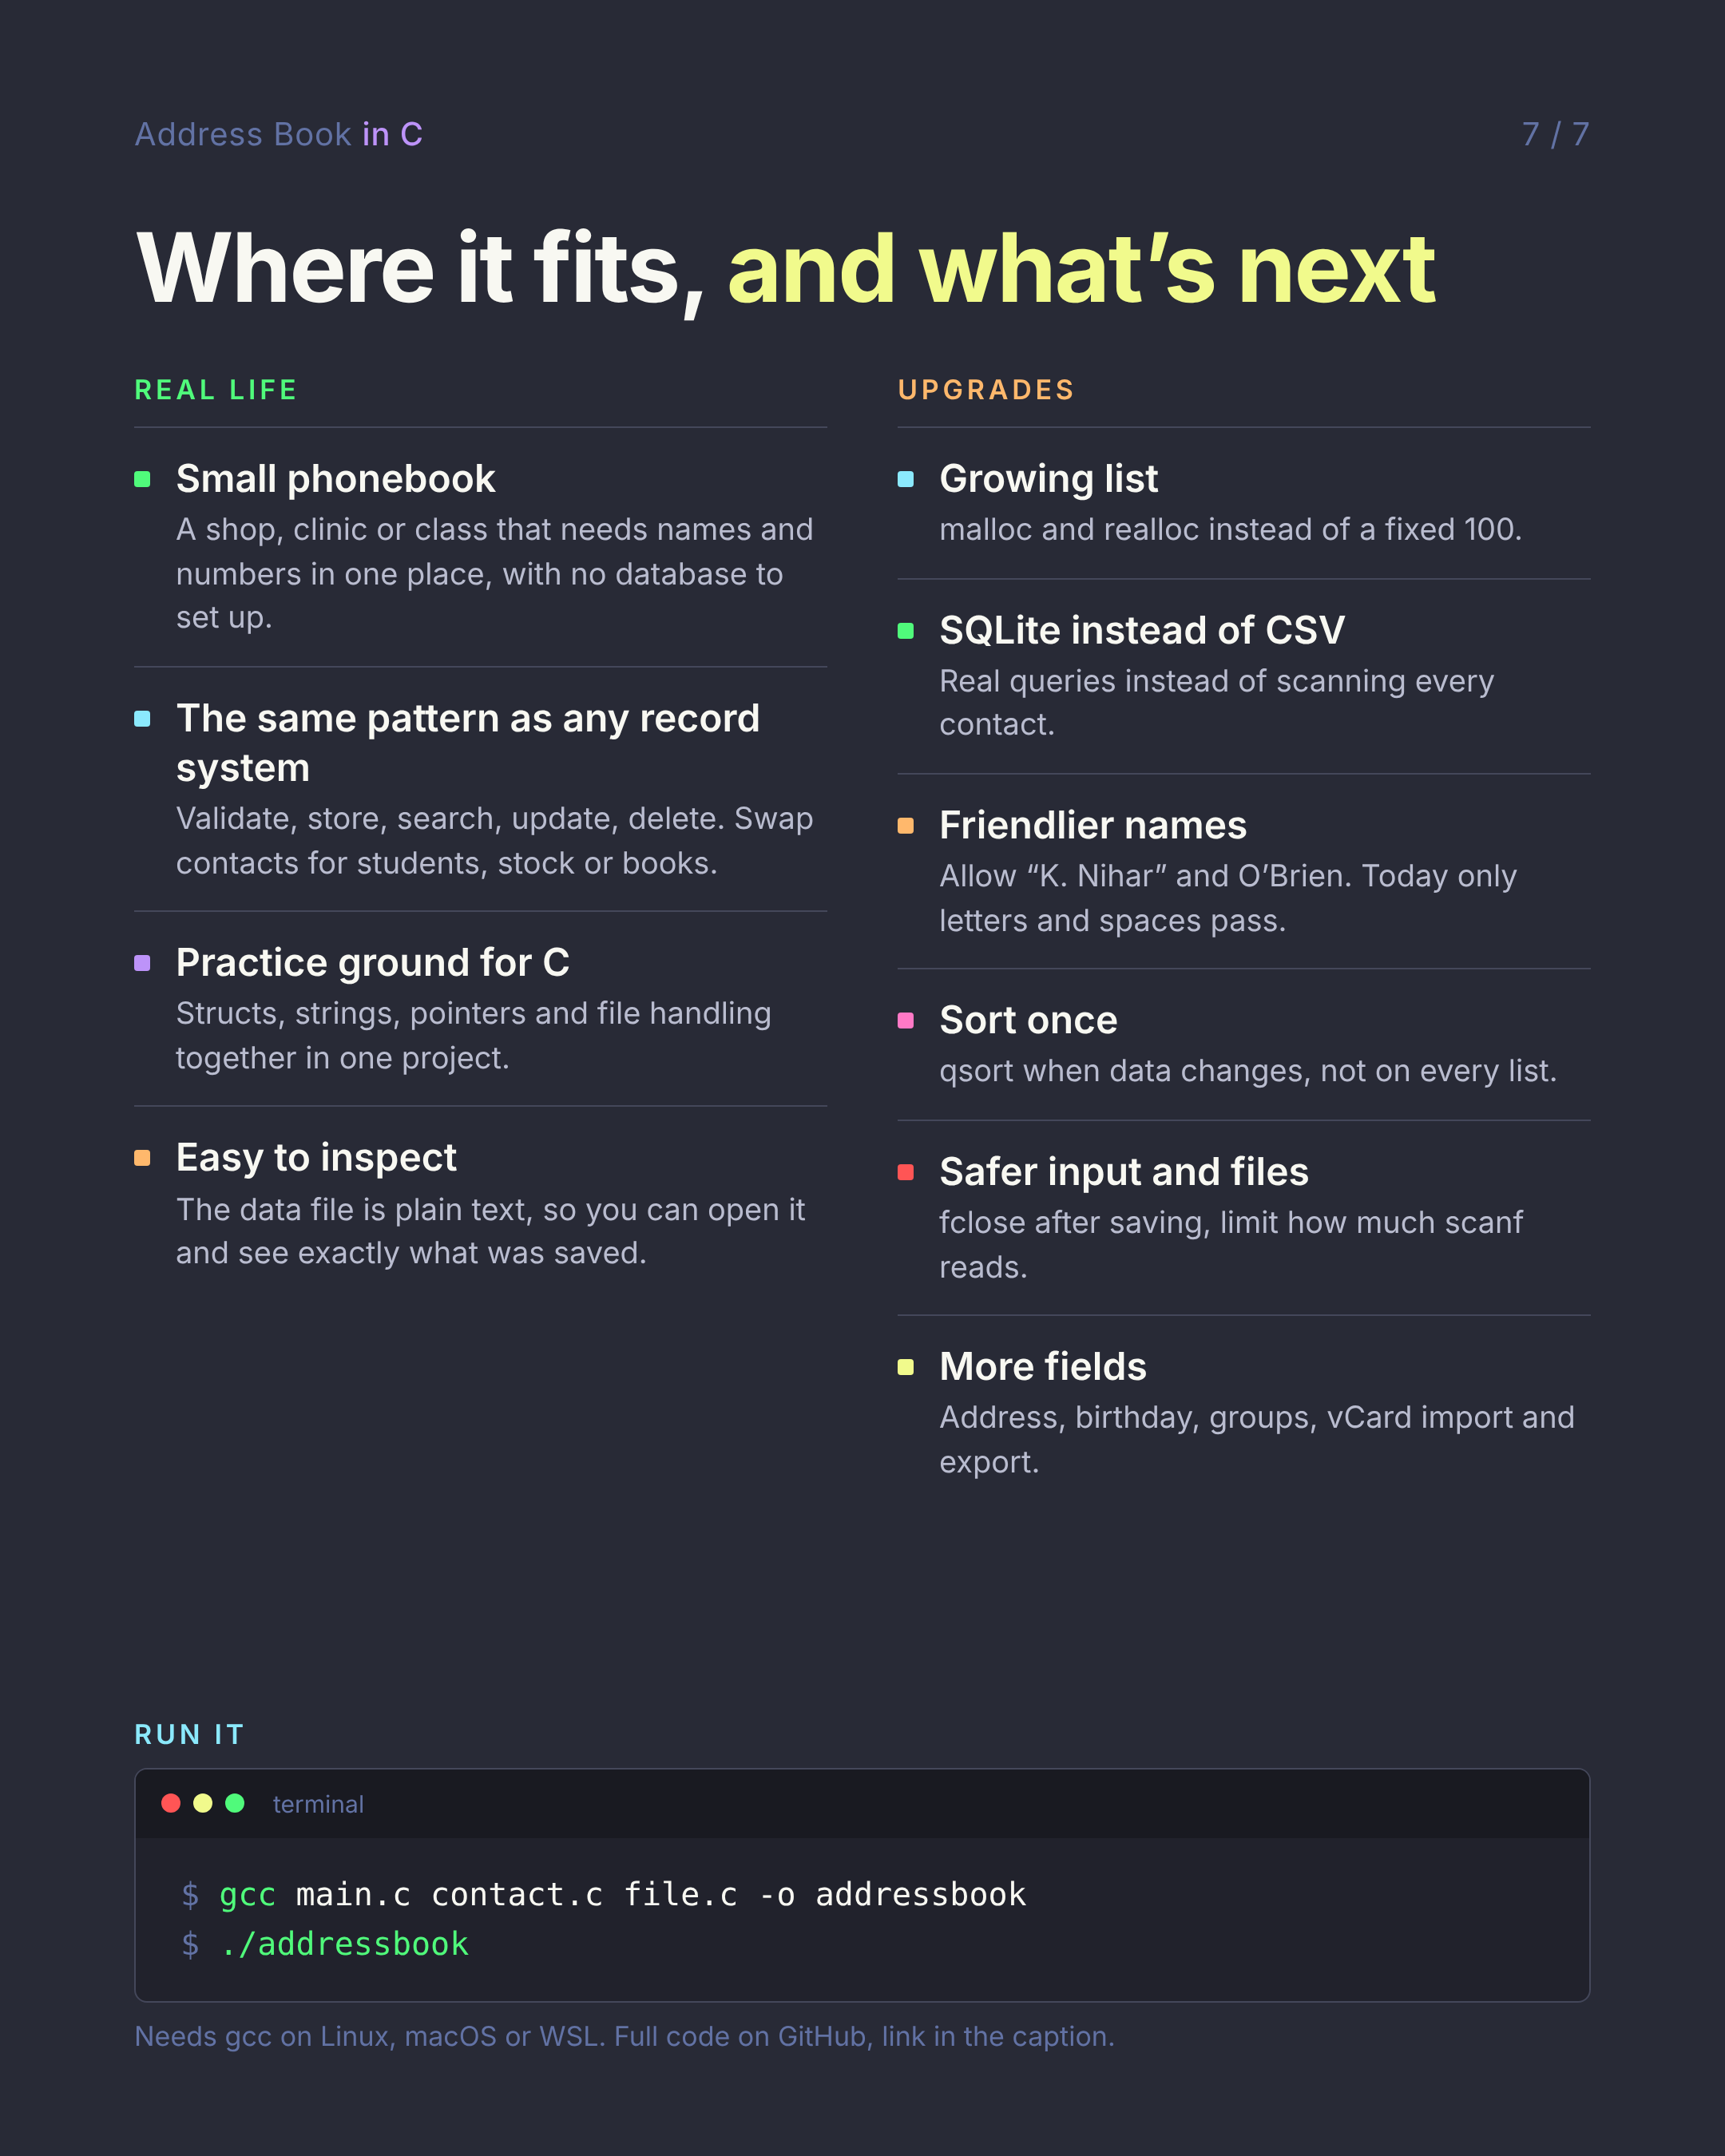 Address Book in C
7 / 7
Where it fits, and what’s next
REAL LIFE
Small phonebook
A shop, clinic or class that needs names and
numbers in one place, with no database to
set up.
The same pattern as any record
system
Validate, store, search, update, delete. Swap
contacts for students, stock or books.
Practice ground for C
Structs, strings, pointers and file handling
together in one project.
Easy to inspect
The data file is plain text, so you can open it
and see exactly what was saved.
UPGRADES
Growing list
malloc and realloc instead of a fixed 100.
SQLite instead of CSV
Real queries instead of scanning every
contact.
Friendlier names
Allow “K. Nihar” and O’Brien. Today only
letters and spaces pass.
Sort once
qsort when data changes, not on every list.
Safer input and files
fclose after saving, limit how much scanf
reads.
More fields
Address, birthday, groups, vCard import and
export.
RUN IT
terminal
$ gcc main.c contact.c file.c -o addressbook
$ ./addressbook
Needs gcc on Linux, macOS or WSL. Full code on GitHub, link in the caption.